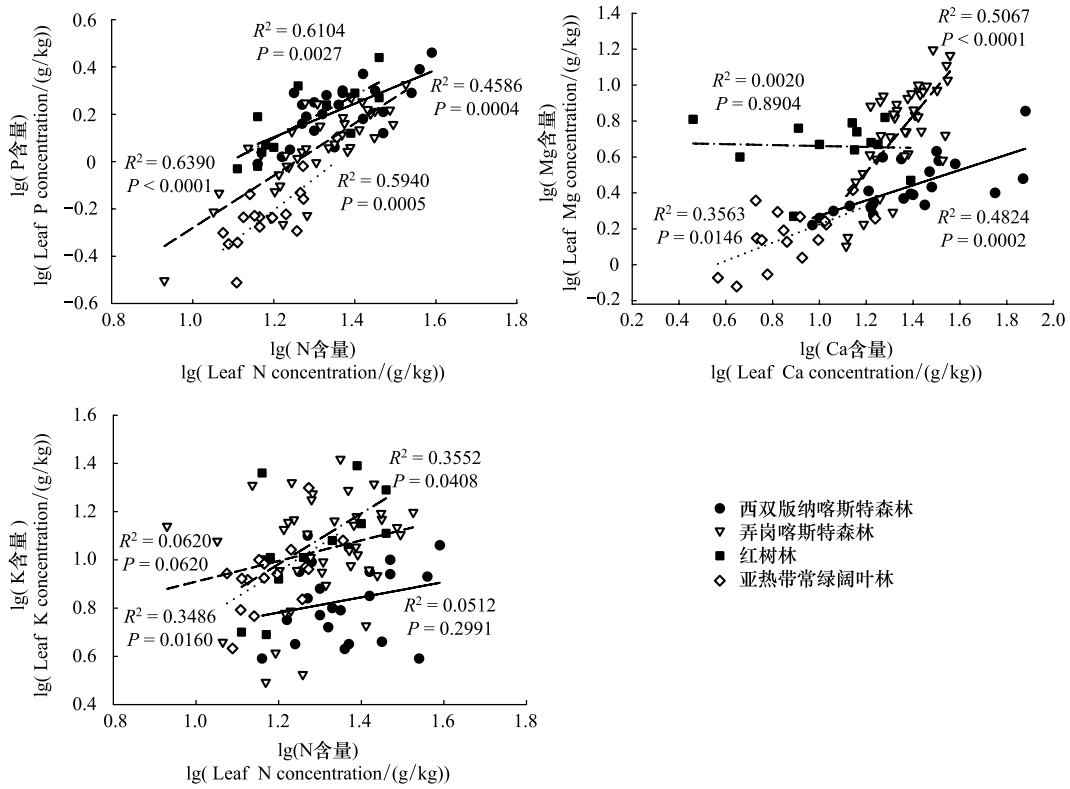 lg( P含量)
lg( Leaf P concentration/(g/kg))
0.6
0.4
0.2
0
−0.2
−0.4
−0.6
R² = 0.6104
P = 0.0027
R² = 0.4586
P = 0.0004
R² = 0.6390
P < 0.0001
R² = 0.5940
P = 0.0005
0.8 1.0 1.2 1.4 1.6 1.8
lg( N含量)
lg( Leaf N concentration/(g/kg))
lg(Mg含量)
lg( Leaf Mg concentration/(g/kg))
1.4
1.2
1.0
0.8
0.6
0.4
0.2
0
−0.2
R² = 0.5067
P < 0.0001
R² = 0.0020
P = 0.8904
R² = 0.3563
P = 0.0146
R² = 0.4824
P = 0.0002
0.2 0.6 1.0 1.4 1.6 1.8 2.0
lg( Ca含量)
lg( Leaf Ca concentration/(g/kg))
lg(K含量 )
lg( Leaf K concentration/(g/kg))
1.6
1.4
1.2
1.0
0.8
0.6
0.4
R² = 0.3552
P = 0.0408
R² = 0.0620
P = 0.0620
R² = 0.3486
P = 0.0160
R² = 0.0512
P = 0.2991
0.8 1.0 1.2 1.4 1.6 1.8
lg(N含量)
lg( Leaf N concentration/(g/kg))
西双版纳喀斯特森林
弄岗喀斯特森林
红树林
亚热带常绿阔叶林